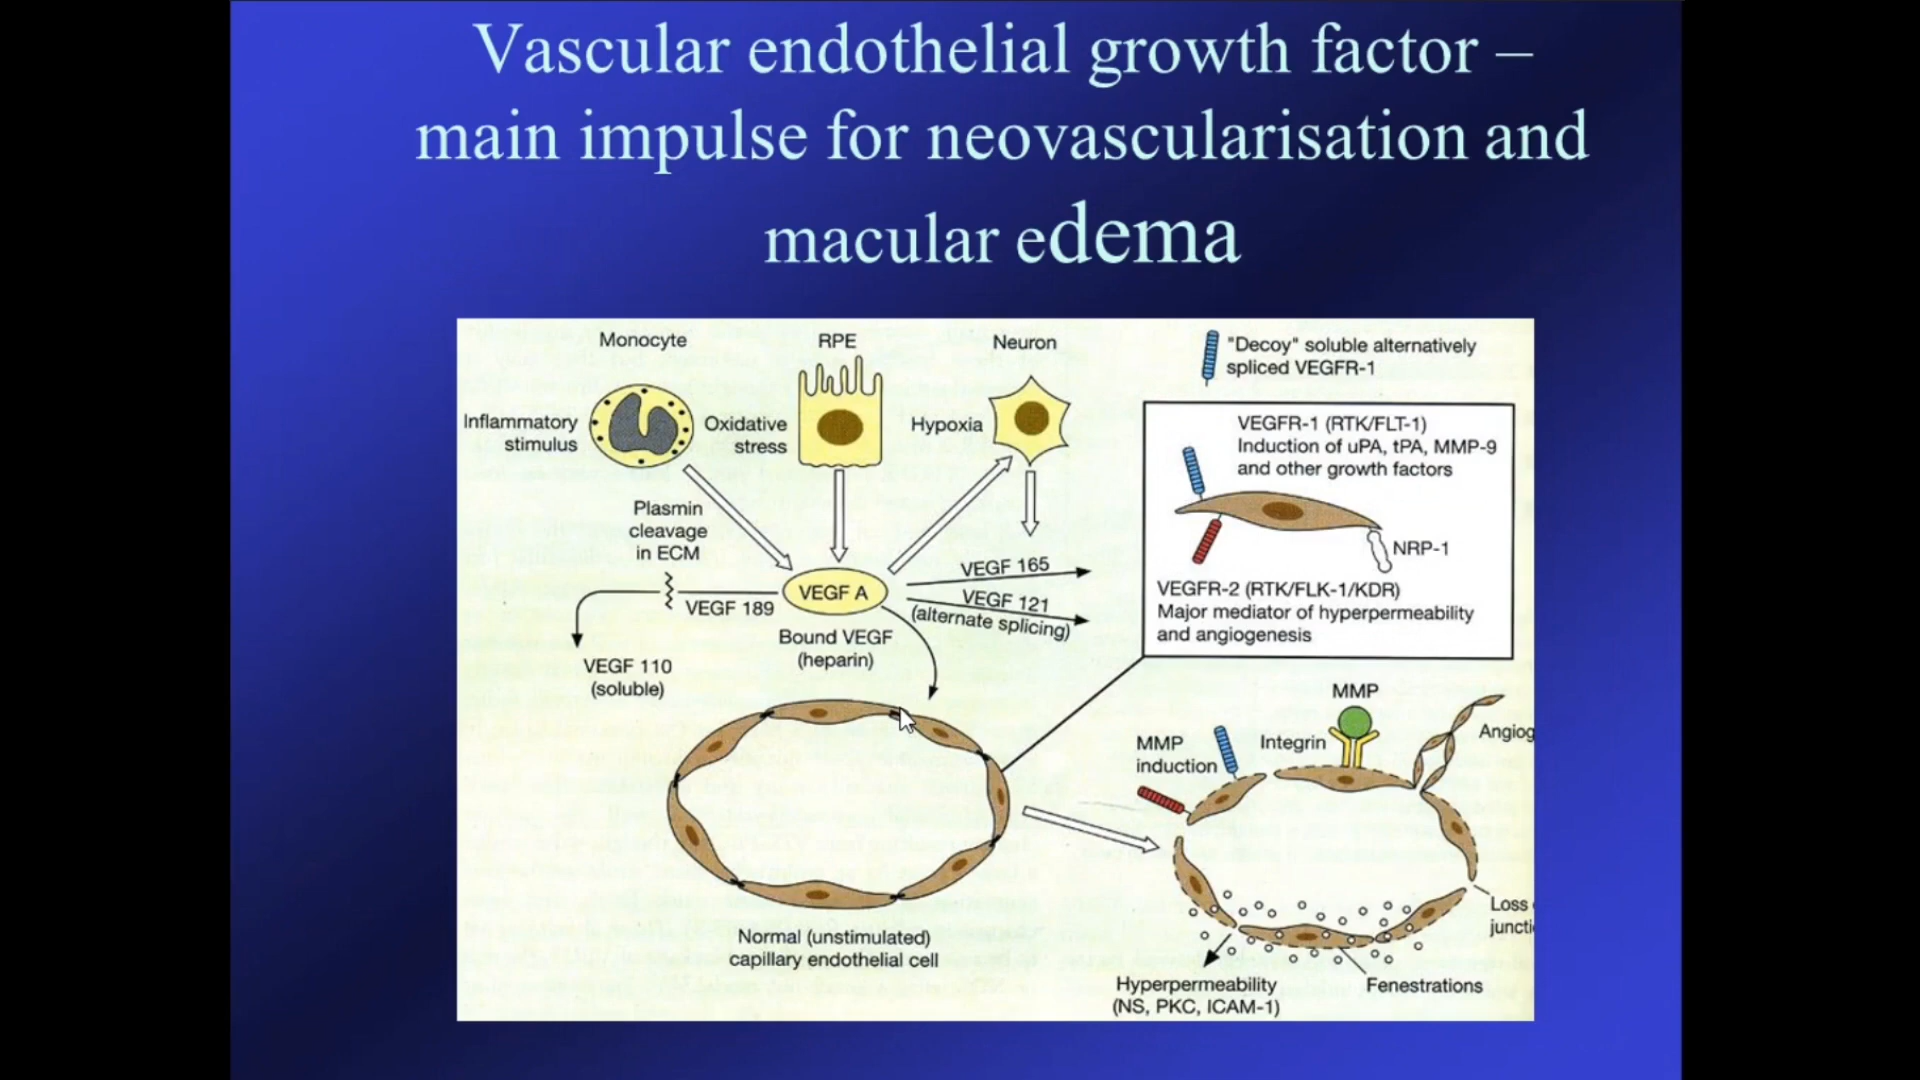 Vascular endothelial growth factor –
main impulse for neovascularisation and
macular edema
Monocyte
RPE
Neuron
"Decoy" soluble alternatively
spliced VEGFR-1
Inflammatory
stimulus
Oxidative
stress
Hypoxia
VEGFR-1 (RTK/FLT-1)
Induction of uPA, tPA, MMP-9
and other growth factors
NRP-1
VEGFR-2 (RTK/FLK-1/KDR)
Major mediator of hyperpermeability
and angiogenesis
Plasmin
cleavage
in ECM
VEGF A
VEGF 165
VEGF 121
(alternate splicing)
VEGF 189
Bound VEGF
(heparin)
VEGF 110
(soluble)
MMP
MMP
induction
Integrin
Angiog
Loss
juncti
Normal (unstimulated)
capillary endothelial cell
Hyperpermeability
(NS, PKC, ICAM-1)
Fenestrations